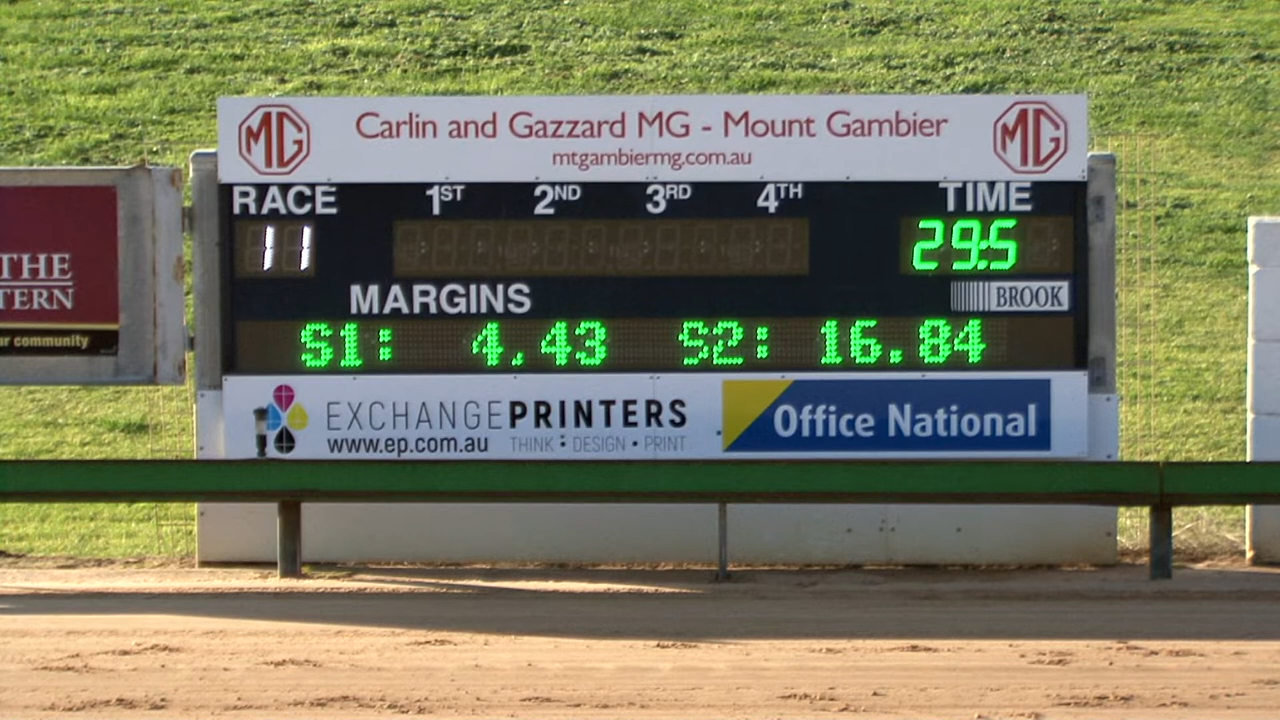 MG Carlin and Gazzard MG - Mount Gambier MG
mtgambiermg.com.au
RACE 1ST 2ND 3RD 4TH TIME
11 29.5
MARGINS BROOK
S1: 4.43 S2: 16.84
EXCHANGEPRINTERS
www.ep.com.au THINK : DESIGN • PRINT
Office National
THE
TERN
ur community